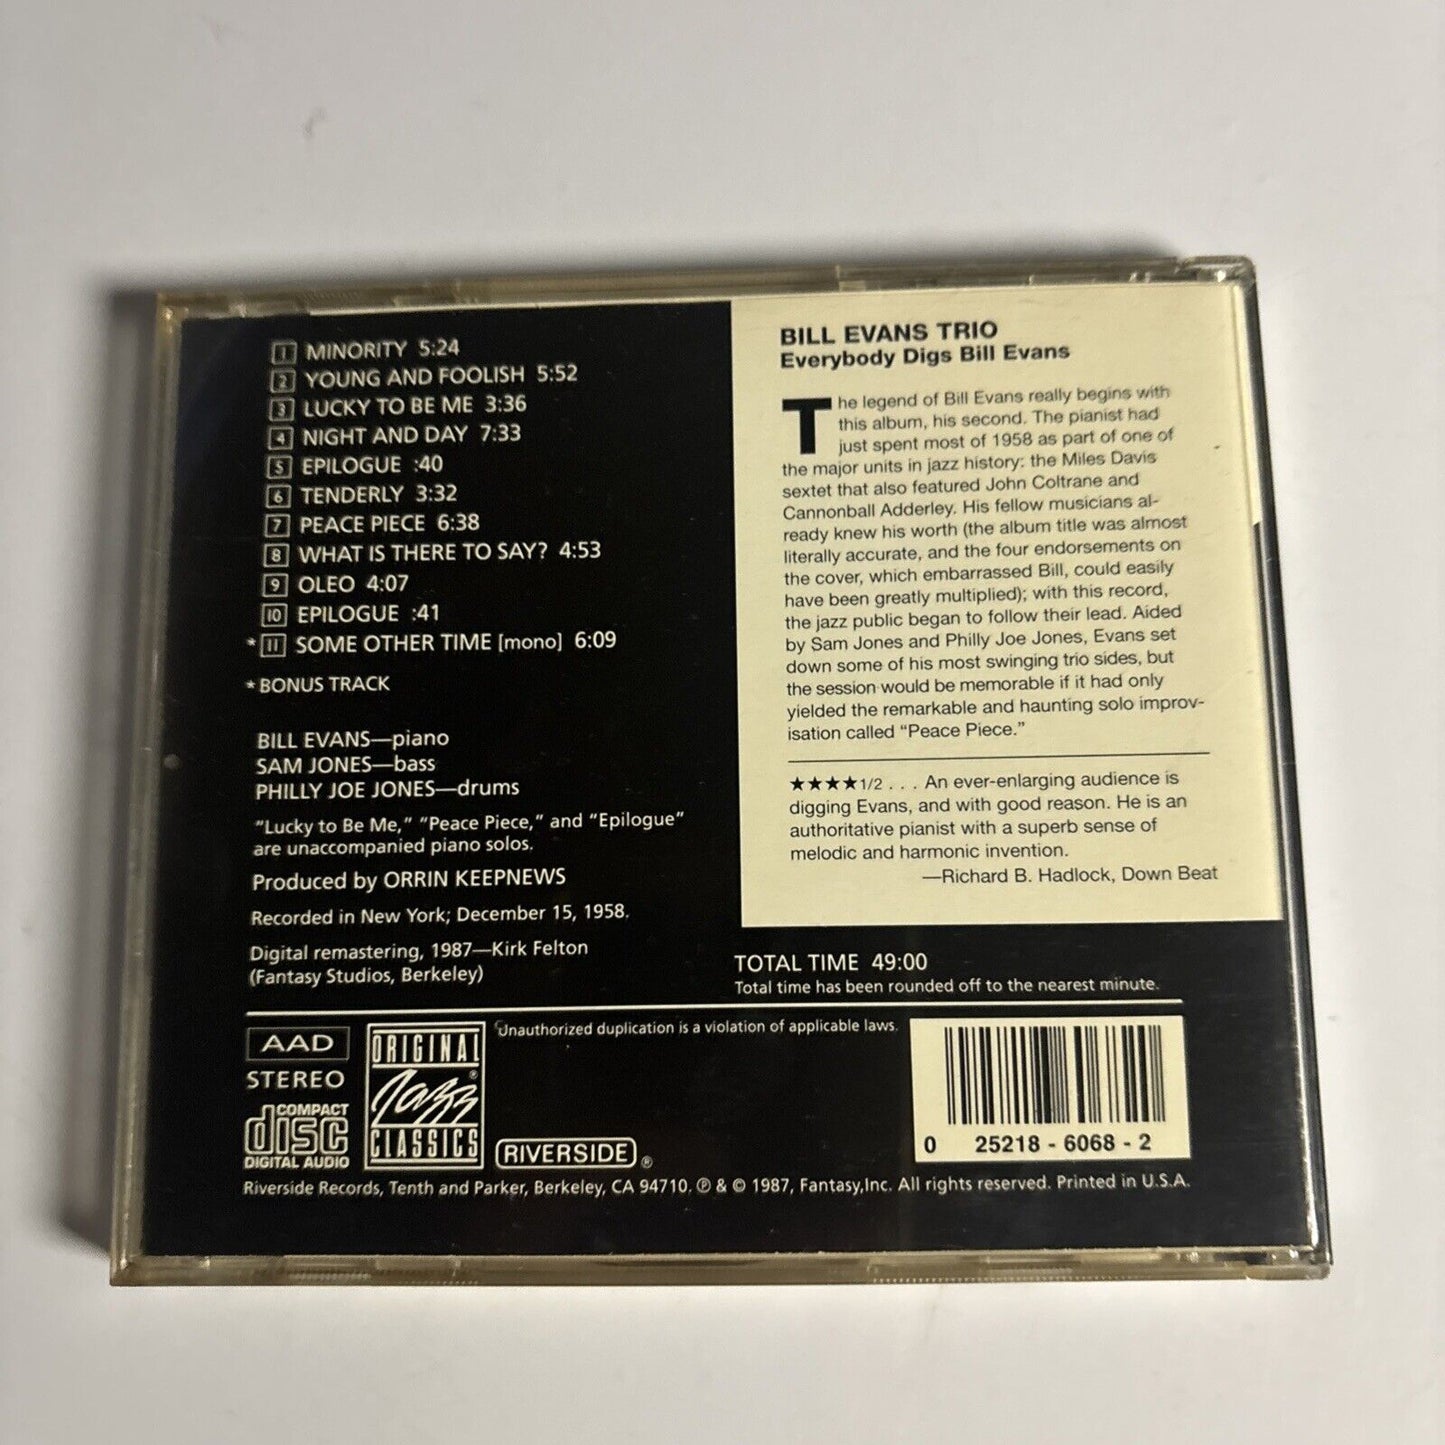 1 MINORITY 5:24
2 YOUNG AND FOOLISH 5:52
3 LUCKY TO BE ME 3:36
4 NIGHT AND DAY 7:33
5 EPILOGUE :40
6 TENDERLY 3:32
7 PEACE PIECE 6:38
8 WHAT IS THERE TO SAY? 4:53
9 OLEO 4:07
10 EPILOGUE :41
*11 SOME OTHER TIME [mono] 6:09
*BONUS TRACK
BILL EVANS—piano
SAM JONES—bass
PHILLY JOE JONES—drums
"Lucky to Be Me," "Peace Piece," and "Epilogue"
are unaccompanied piano solos.
Produced by ORRIN KEEPNEWS
Recorded in New York; December 15, 1958.
Digital remastering, 1987—Kirk Felton
(Fantasy Studios, Berkeley)
BILL EVANS TRIO
Everybody Digs Bill Evans
The legend of Bill Evans really begins with
this album, his second. The pianist had
just spent most of 1958 as part of one of
the major units in jazz history: the Miles Davis
sextet that also featured John Coltrane and
Cannonball Adderley. His fellow musicians al-
ready knew his worth (the album title was almost
literally accurate, and the four endorsements on
the cover, which embarrassed Bill, could easily
have been greatly multiplied); with this record,
the jazz public began to follow their lead. Aided
by Sam Jones and Philly Joe Jones, Evans set
down some of his most swinging trio sides, but
the session would be memorable if it had only
yielded the remarkable and haunting solo improv-
isation called "Peace Piece."
★★★★1/2 . . . An ever-enlarging audience is
digging Evans, and with good reason. He is an
authoritative pianist with a superb sense of
melodic and harmonic invention.
—Richard B. Hadlock, Down Beat
TOTAL TIME 49:00
Total time has been rounded off to the nearest minute.
AAD
STEREO
COMPACT
disc
DIGITAL AUDIO
ORIGINAL
Jazz®
CLASSICS
Unauthorized duplication is a violation of applicable laws.
RIVERSIDE®
0 25218-6068-2
Riverside Records, Tenth and Parker, Berkeley, CA 94710. ℗ & © 1987, Fantasy,Inc. All rights reserved. Printed in U.S.A.